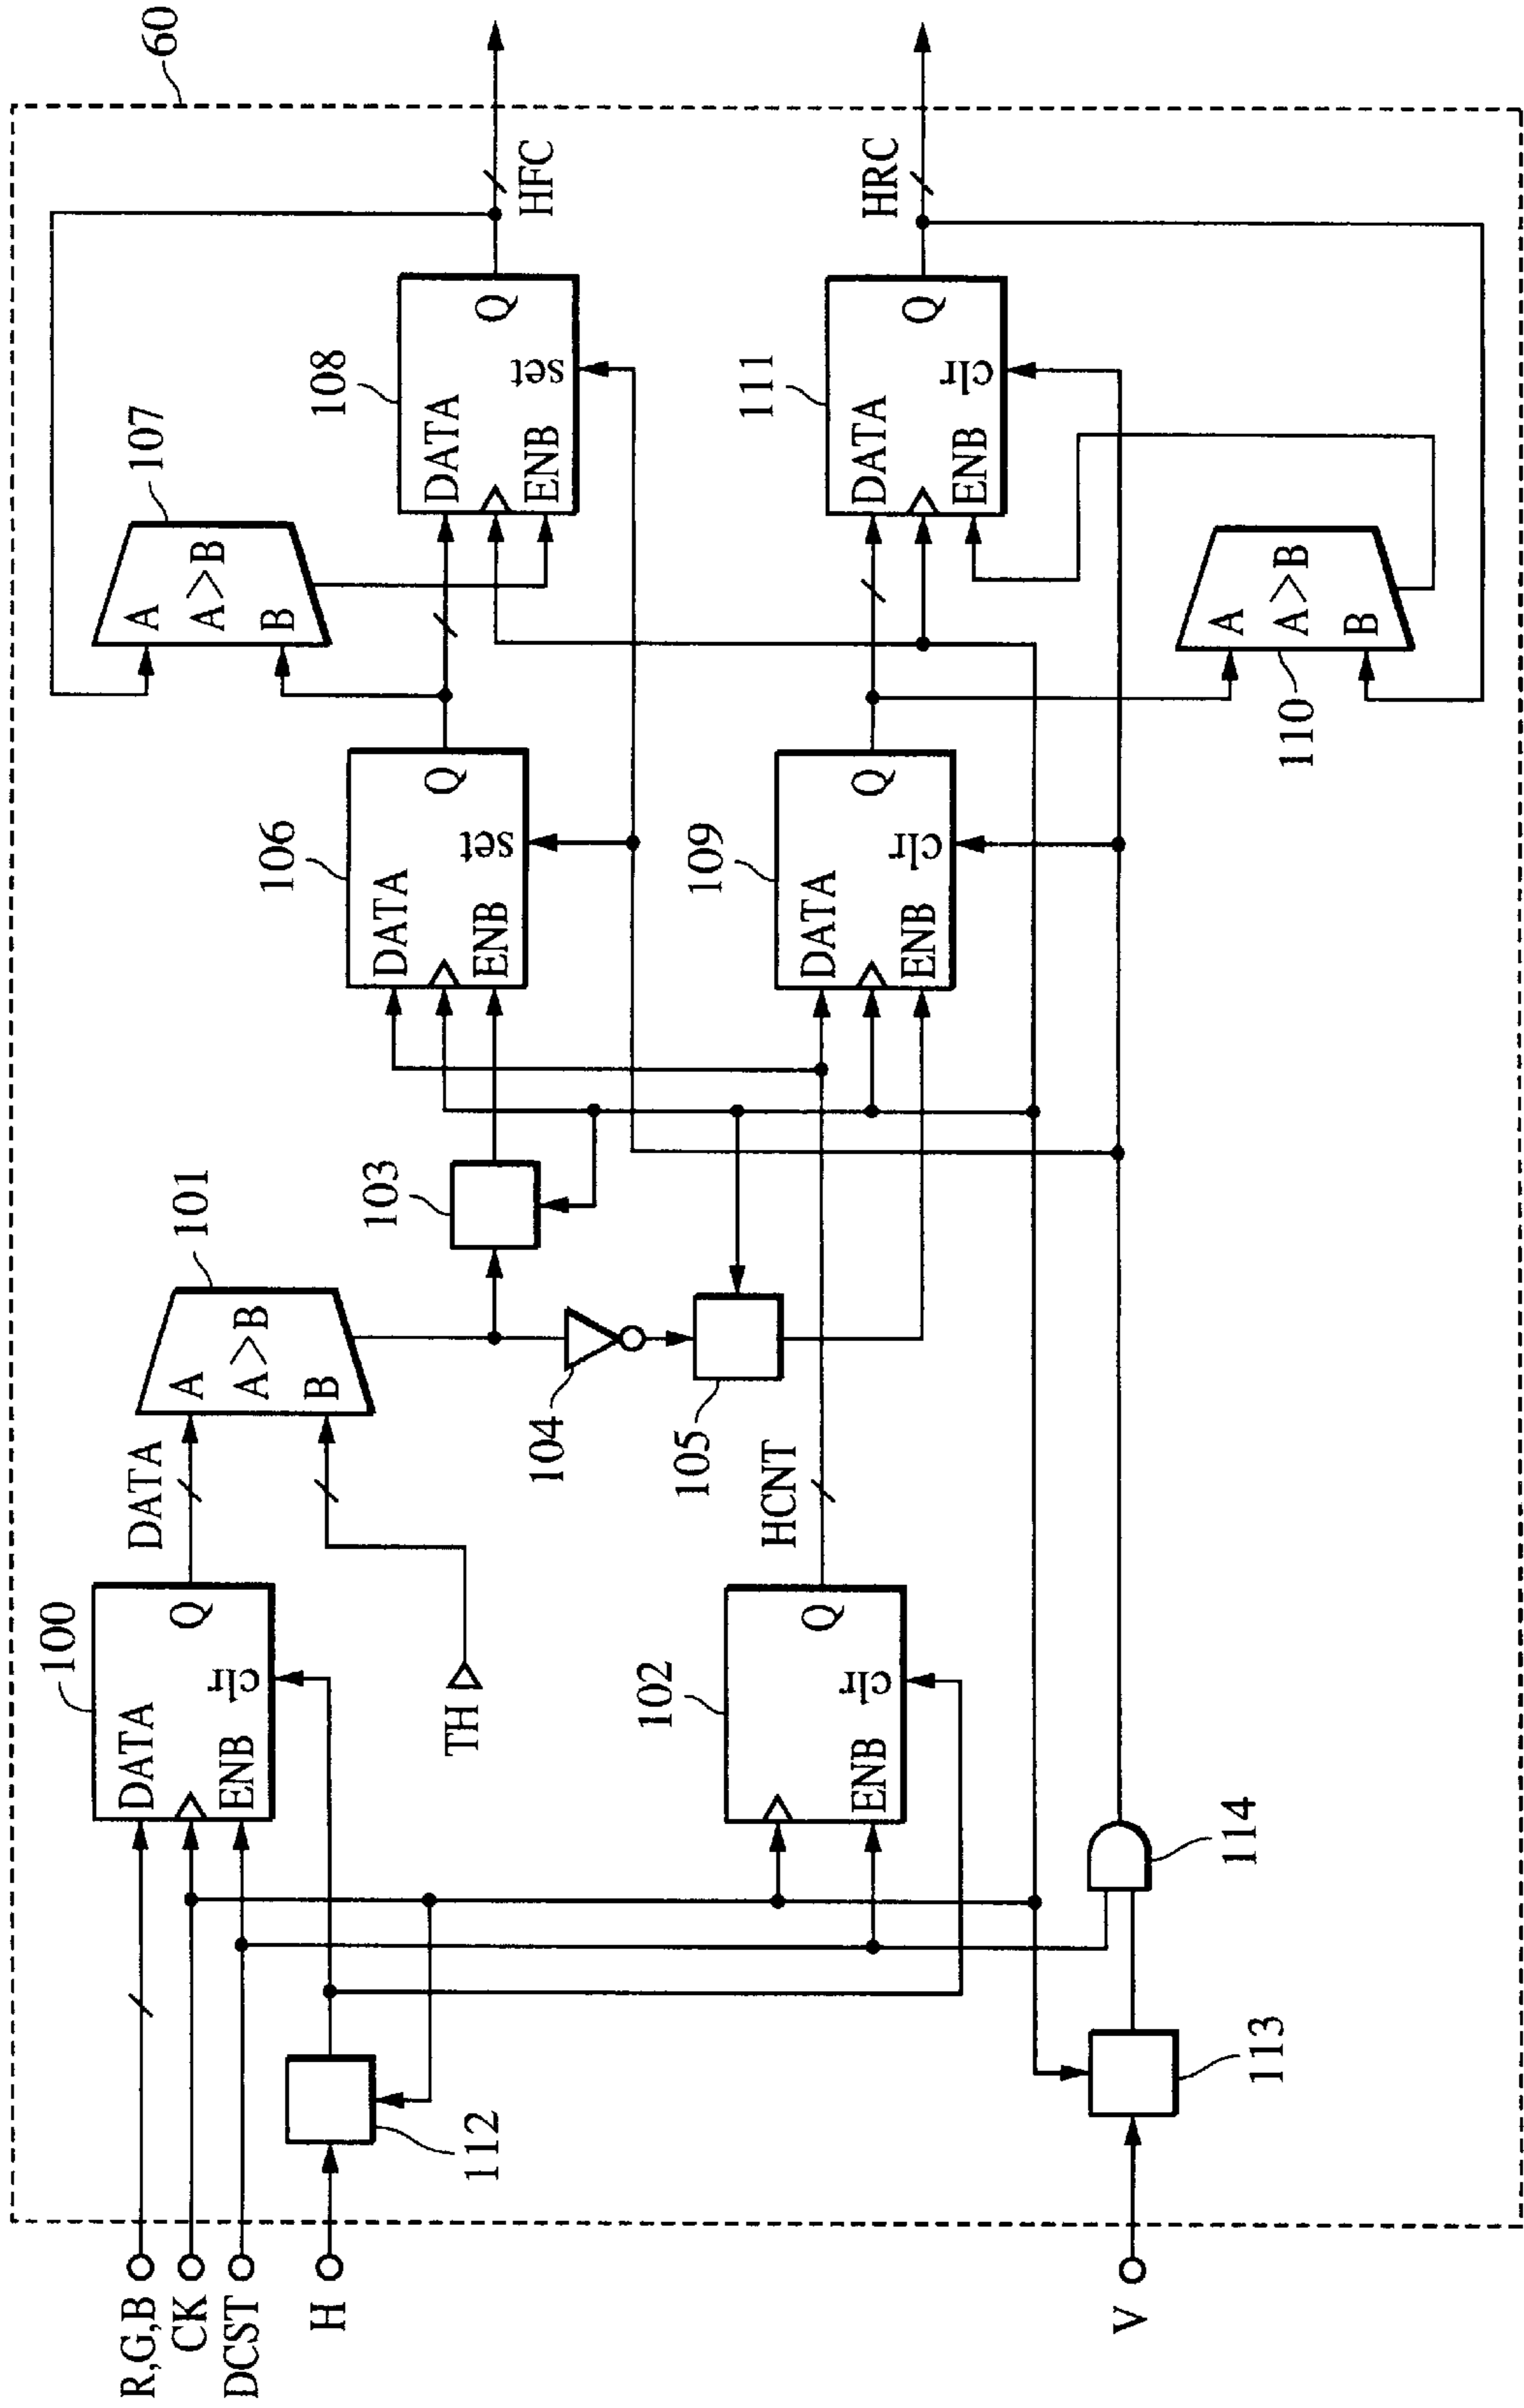 60
R,G,B
CK
DCST
H
V
100
DATA
ENB
clr
Q
DATA
101
A
A>B
B
TH
102
ENB
clr
Q
HCNT
103
104
105
106
DATA
ENB
set
Q
107
A
A>B
B
108
DATA
ENB
set
Q
HFC
109
DATA
ENB
clr
Q
110
A
A>B
B
111
DATA
ENB
clr
Q
HRC
112
113
114